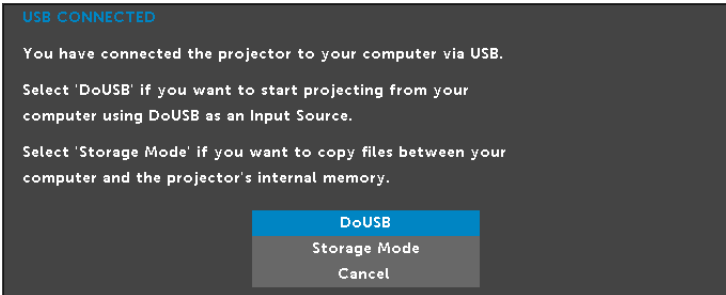 USB CONNECTED
You have connected the projector to your computer via USB.
Select 'DoUSB' if you want to start projecting from your
computer using DoUSB as an Input Source.
Select 'Storage Mode' if you want to copy files between your
computer and the projector's internal memory.
DoUSB
Storage Mode
Cancel